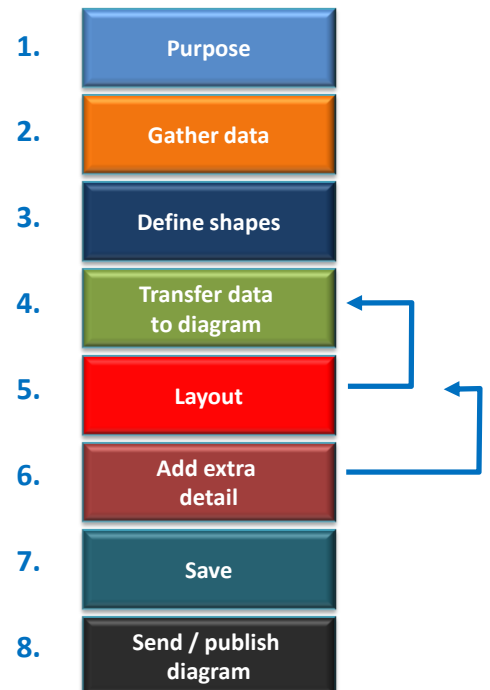 1. Purpose
2. Gather data
3. Define shapes
4. Transfer data
to diagram
5. Layout
6. Add extra
detail
7. Save
8. Send / publish
diagram